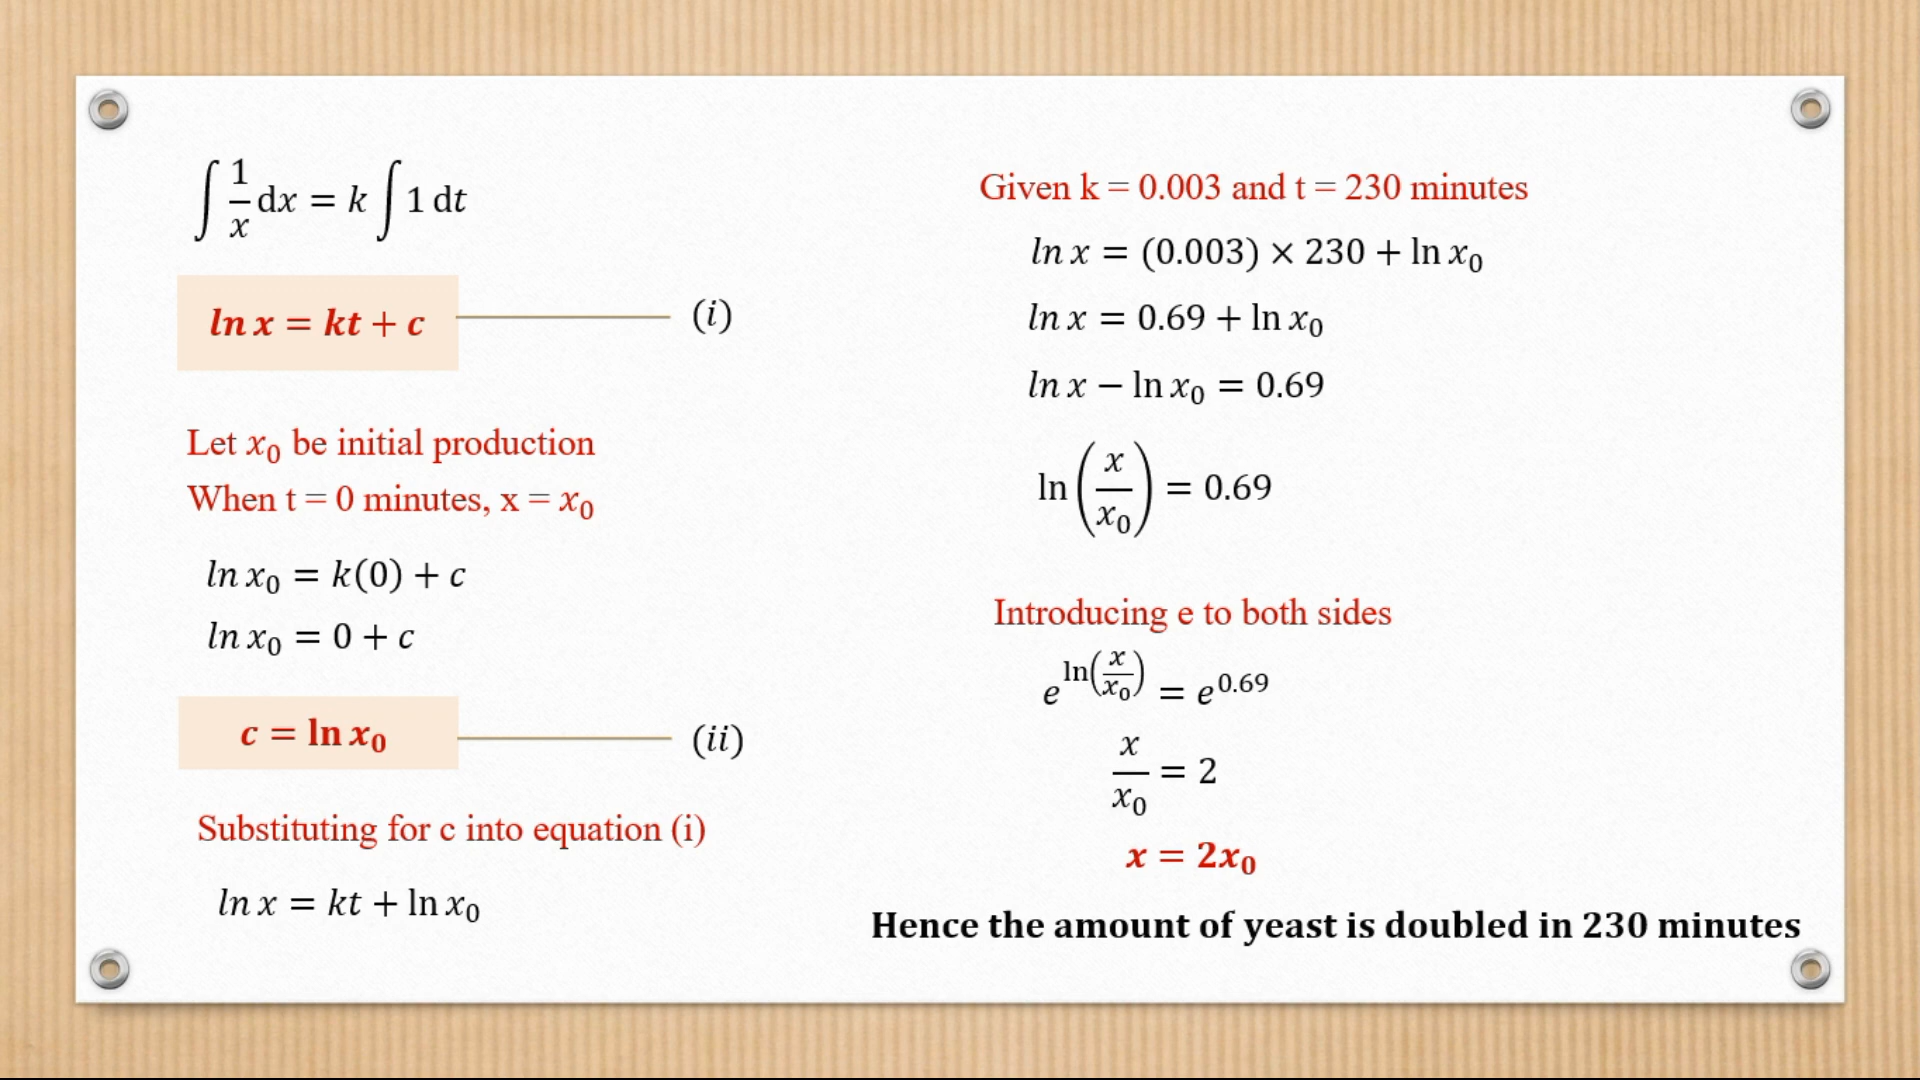 ∫ 1/x dx = k ∫ 1 dt
ln x = kt + c (i)
Let x₀ be initial production
When t = 0 minutes, x = x₀
ln x₀ = k(0) + c
ln x₀ = 0 + c
c = ln x₀ (ii)
Substituting for c into equation (i)
ln x = kt + ln x₀
Given k = 0.003 and t = 230 minutes
ln x = (0.003) × 230 + ln x₀
ln x = 0.69 + ln x₀
ln x − ln x₀ = 0.69
ln(x/x₀) = 0.69
Introducing e to both sides
e^ln(x/x₀) = e^0.69
x/x₀ = 2
x = 2x₀
Hence the amount of yeast is doubled in 230 minutes